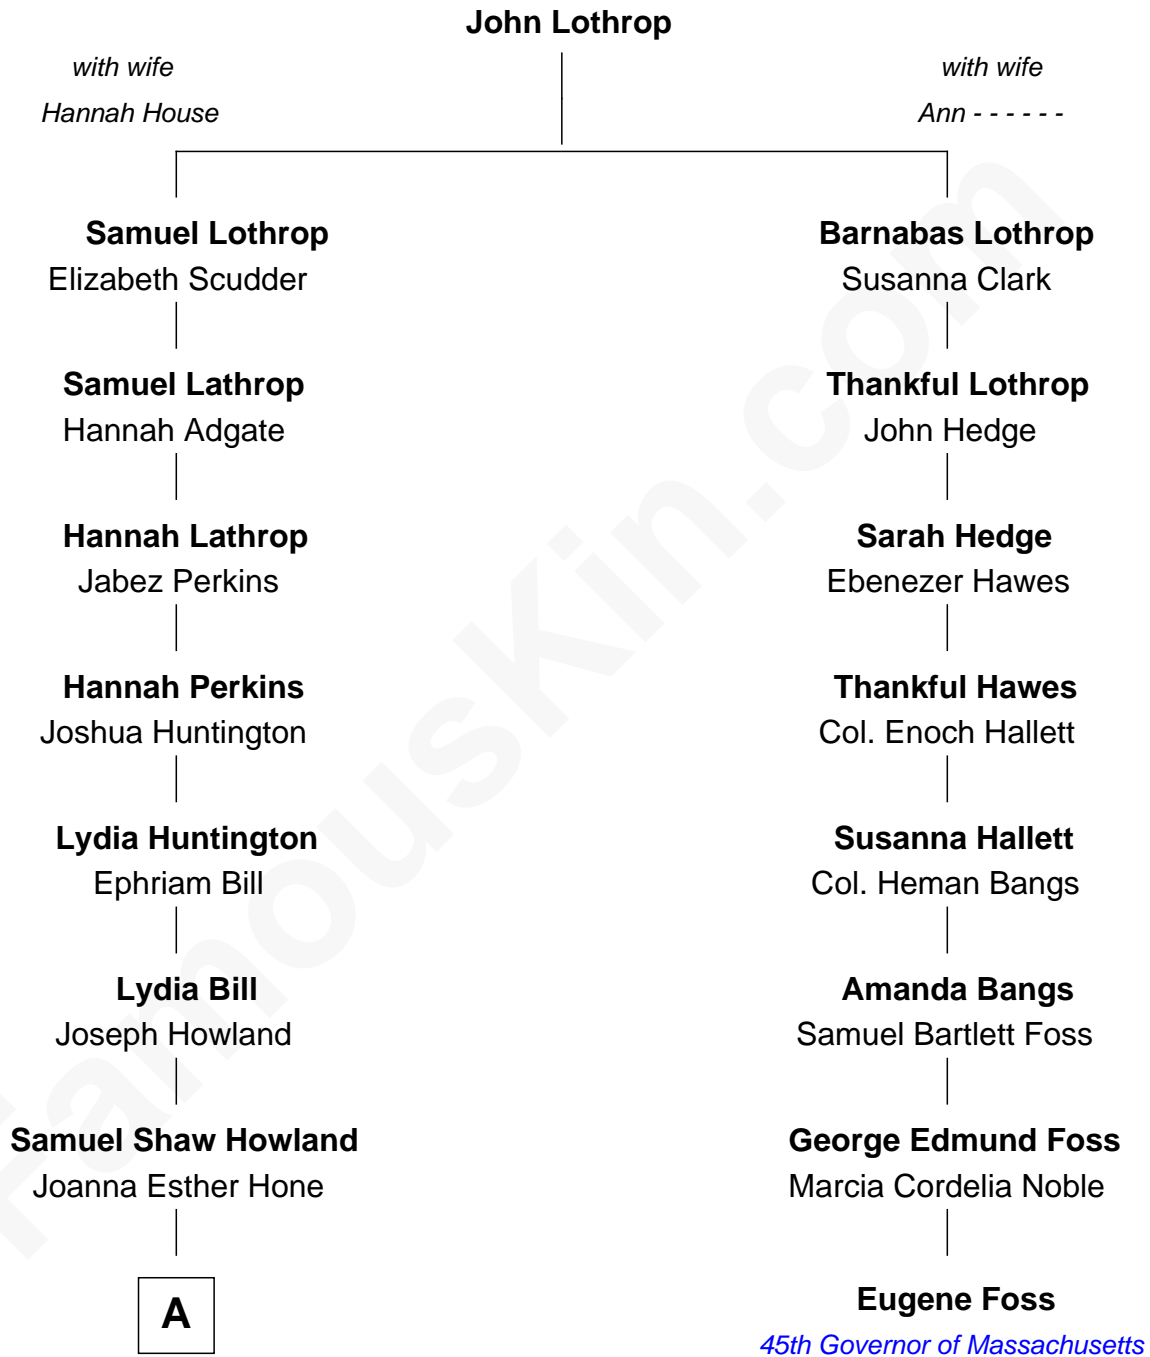 John Lothrop
with wife
Hannah House
with wife
Ann - - - - - -
Samuel Lothrop
Elizabeth Scudder
Barnabas Lothrop
Susanna Clark
Samuel Lathrop
Hannah Adgate
Thankful Lothrop
John Hedge
Hannah Lathrop
Jabez Perkins
Sarah Hedge
Ebenezer Hawes
Hannah Perkins
Joshua Huntington
Thankful Hawes
Col. Enoch Hallett
Lydia Huntington
Ephriam Bill
Susanna Hallett
Col. Heman Bangs
Lydia Bill
Joseph Howland
Amanda Bangs
Samuel Bartlett Foss
Samuel Shaw Howland
Joanna Esther Hone
George Edmund Foss
Marcia Cordelia Noble
A
Eugene Foss
45th Governor of Massachusetts
FamousKin.com